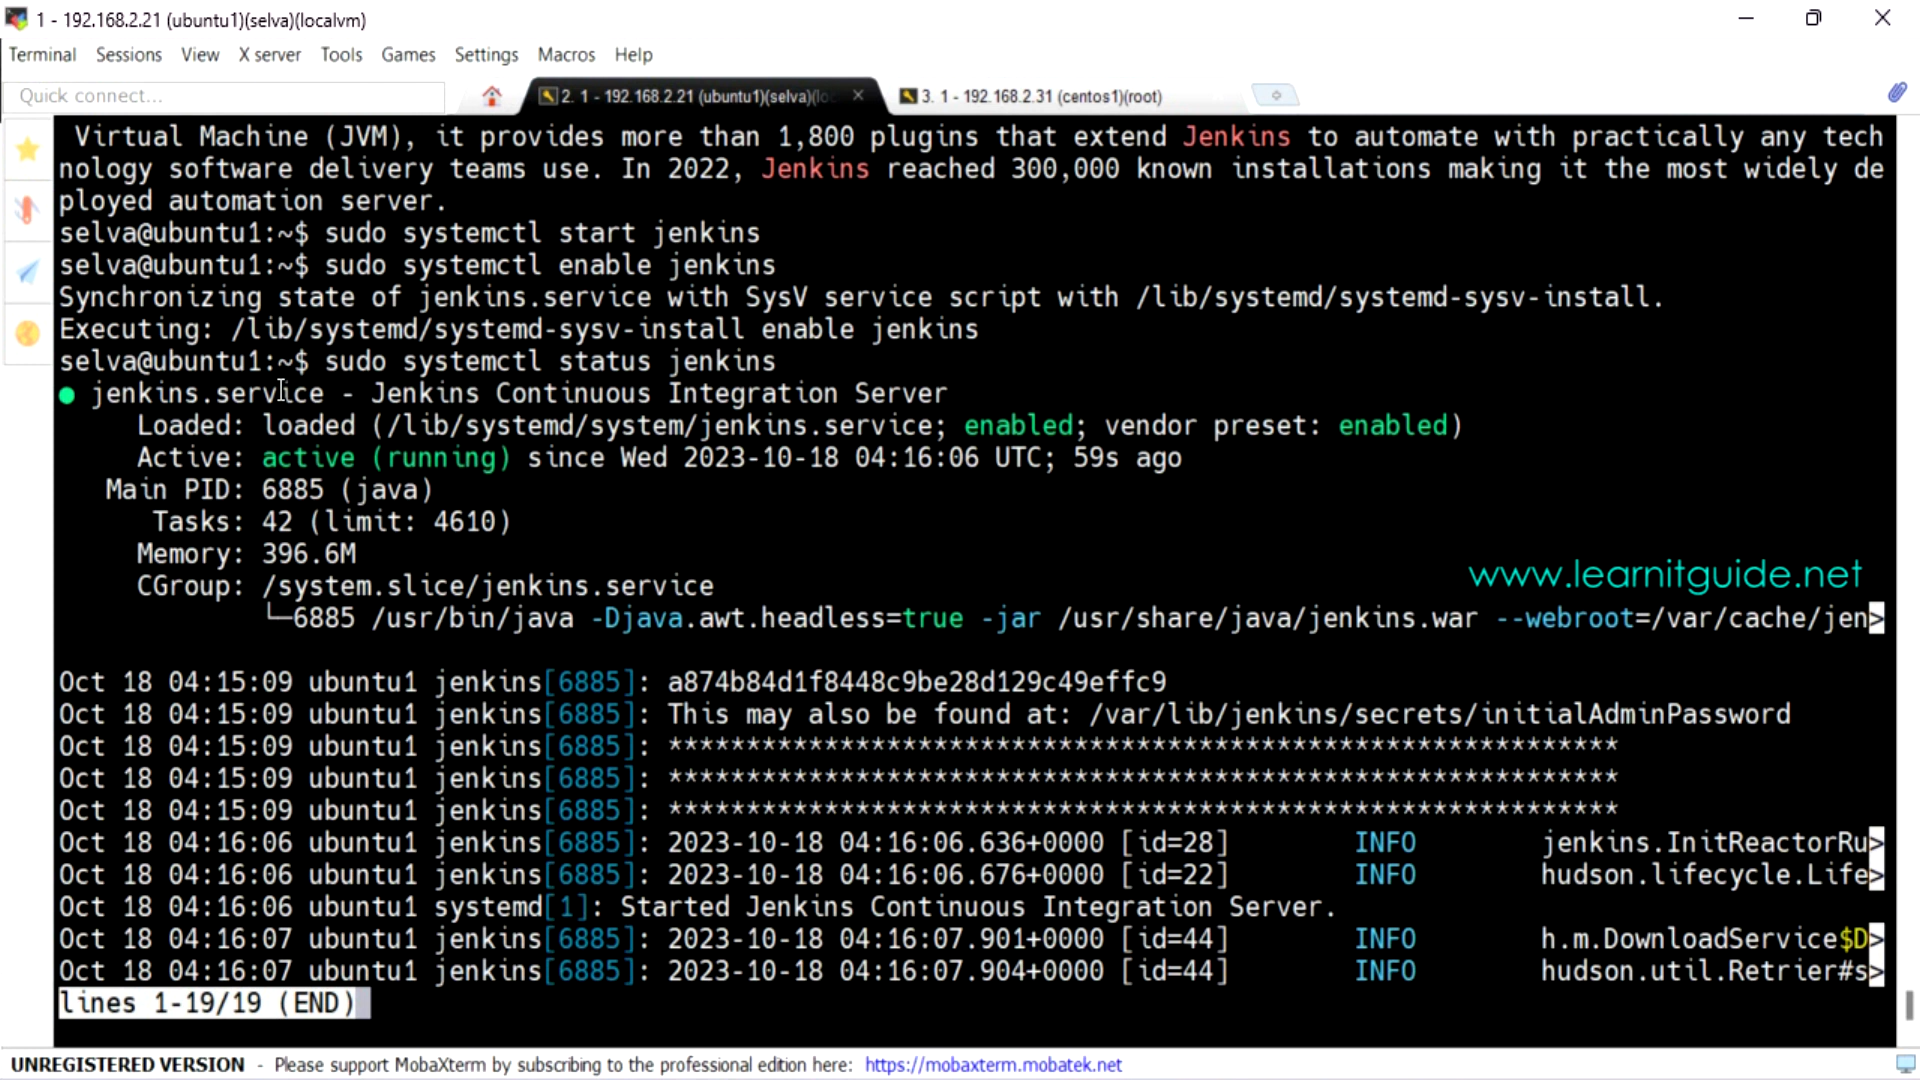 1 - 192.168.2.21 (ubuntu1)(selva)(localvm)
Terminal Sessions View X server Tools Games Settings Macros Help
Quick connect...
2. 1 - 192.168.2.21 (ubuntu1)(selva)(loc
3. 1 - 192.168.2.31 (centos1)(root)
Virtual Machine (JVM), it provides more than 1,800 plugins that extend Jenkins to automate with practically any tech
nology software delivery teams use. In 2022, Jenkins reached 300,000 known installations making it the most widely de
ployed automation server.
selva@ubuntu1:~$ sudo systemctl start jenkins
selva@ubuntu1:~$ sudo systemctl enable jenkins
Synchronizing state of jenkins.service with SysV service script with /lib/systemd/systemd-sysv-install.
Executing: /lib/systemd/systemd-sysv-install enable jenkins
selva@ubuntu1:~$ sudo systemctl status jenkins
● jenkins.service - Jenkins Continuous Integration Server
Loaded: loaded (/lib/systemd/system/jenkins.service; enabled; vendor preset: enabled)
Active: active (running) since Wed 2023-10-18 04:16:06 UTC; 59s ago
Main PID: 6885 (java)
Tasks: 42 (limit: 4610)
Memory: 396.6M
www.learnitguide.net
CGroup: /system.slice/jenkins.service
└─6885 /usr/bin/java -Djava.awt.headless=true -jar /usr/share/java/jenkins.war --webroot=/var/cache/jen>
Oct 18 04:15:09 ubuntu1 jenkins[6885]: a874b84d1f8448c9be28d129c49effc9
Oct 18 04:15:09 ubuntu1 jenkins[6885]: This may also be found at: /var/lib/jenkins/secrets/initialAdminPassword
Oct 18 04:15:09 ubuntu1 jenkins[6885]: *************************************************************
Oct 18 04:15:09 ubuntu1 jenkins[6885]: *************************************************************
Oct 18 04:15:09 ubuntu1 jenkins[6885]: *************************************************************
Oct 18 04:16:06 ubuntu1 jenkins[6885]: 2023-10-18 04:16:06.636+0000 [id=28] INFO jenkins.InitReactorRu>
Oct 18 04:16:06 ubuntu1 jenkins[6885]: 2023-10-18 04:16:06.676+0000 [id=22] INFO hudson.lifecycle.Life>
Oct 18 04:16:06 ubuntu1 systemd[1]: Started Jenkins Continuous Integration Server.
Oct 18 04:16:07 ubuntu1 jenkins[6885]: 2023-10-18 04:16:07.901+0000 [id=44] INFO h.m.DownloadService$D>
Oct 18 04:16:07 ubuntu1 jenkins[6885]: 2023-10-18 04:16:07.904+0000 [id=44] INFO hudson.util.Retrier#s>
lines 1-19/19 (END)
UNREGISTERED VERSION - Please support MobaXterm by subscribing to the professional edition here: https://mobaxterm.mobatek.net